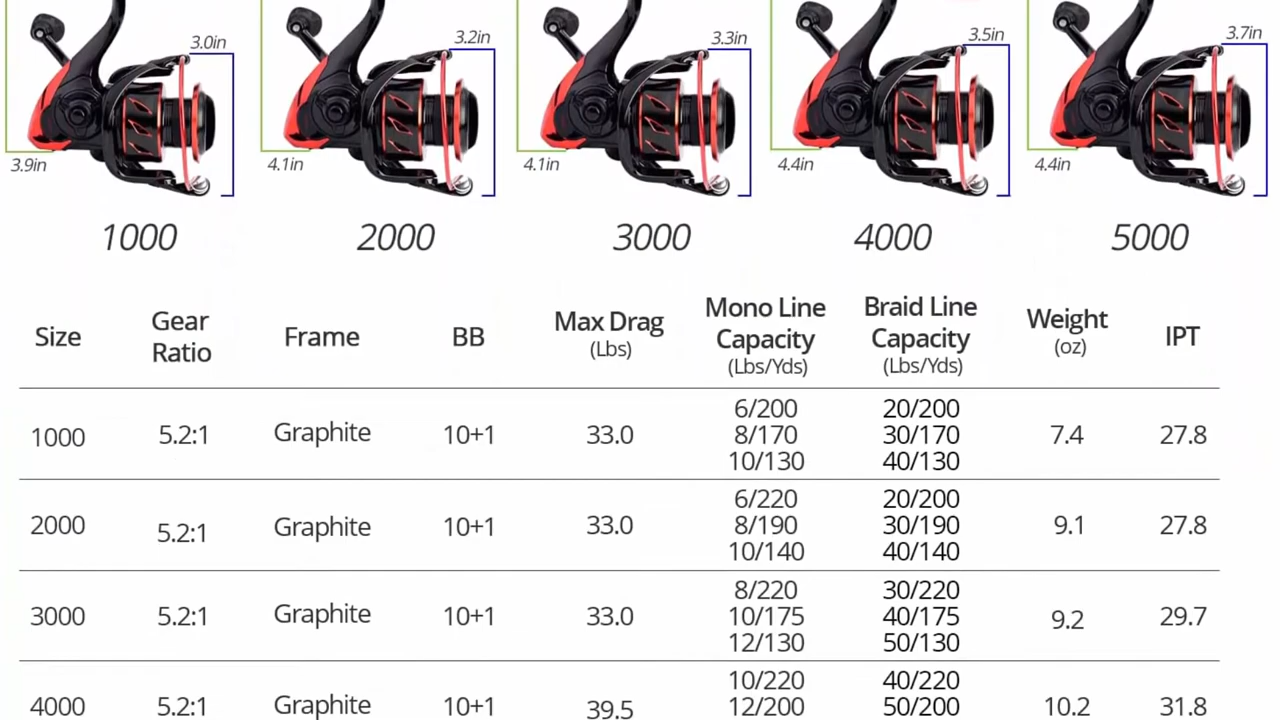 3.0in
3.2in
3.3in
3.5in
3.7in
3.9in
4.1in
4.1in
4.4in
4.4in
1000 2000 3000 4000 5000
Size Gear Ratio Frame BB Max Drag (Lbs) Mono Line Capacity (Lbs/Yds) Braid Line Capacity (Lbs/Yds) Weight (oz) IPT
1000 5.2:1 Graphite 10+1 33.0 6/200 8/170 10/130 20/200 30/170 40/130 7.4 27.8
2000 5.2:1 Graphite 10+1 33.0 6/220 8/190 10/140 20/200 30/190 40/140 9.1 27.8
3000 5.2:1 Graphite 10+1 33.0 8/220 10/175 12/130 30/220 40/175 50/130 9.2 29.7
4000 5.2:1 Graphite 10+1 39.5 10/220 12/200 40/220 50/200 10.2 31.8